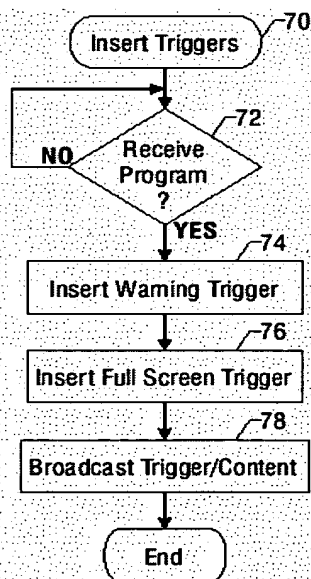 Insert Triggers
70
72
Receive
Program
?
NO
YES
74
Insert Warning Trigger
76
Insert Full Screen Trigger
78
Broadcast Trigger/Content
End